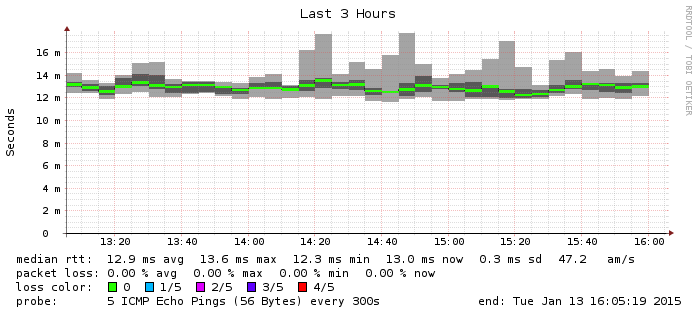 Last 3 Hours
RRDTOOL / TOBI OETIKER
Seconds
16 m
14 m
12 m
10 m
8 m
6 m
4 m
2 m
0
13:20 13:40 14:00 14:20 14:40 15:00 15:20 15:40 16:00
median rtt: 12.9 ms avg 13.6 ms max 12.3 ms min 13.0 ms now 0.3 ms sd 47.2 am/s
packet loss: 0.00 % avg 0.00 % max 0.00 % min 0.00 % now
loss color: 0 1/5 2/5 3/5 4/5
probe: 5 ICMP Echo Pings (56 Bytes) every 300s end: Tue Jan 13 16:05:19 2015